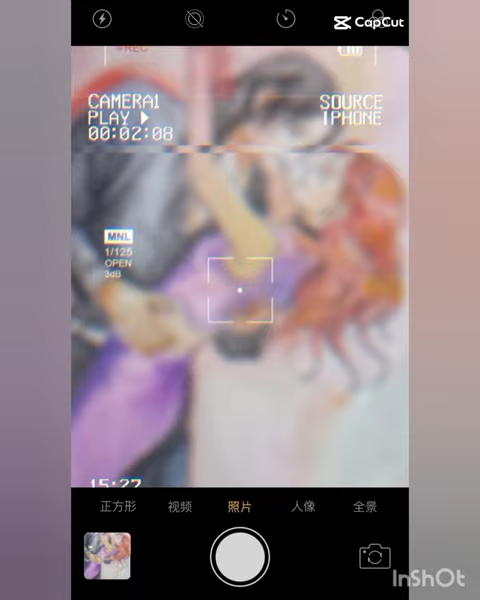 CapCut
REC
CAMERA1
SOURCE
PLAY
IPHONE
00:02:08
MNL
1/125
OPEN
3dB
15:27
正方形
视频
照片
人像
全景
InShOt